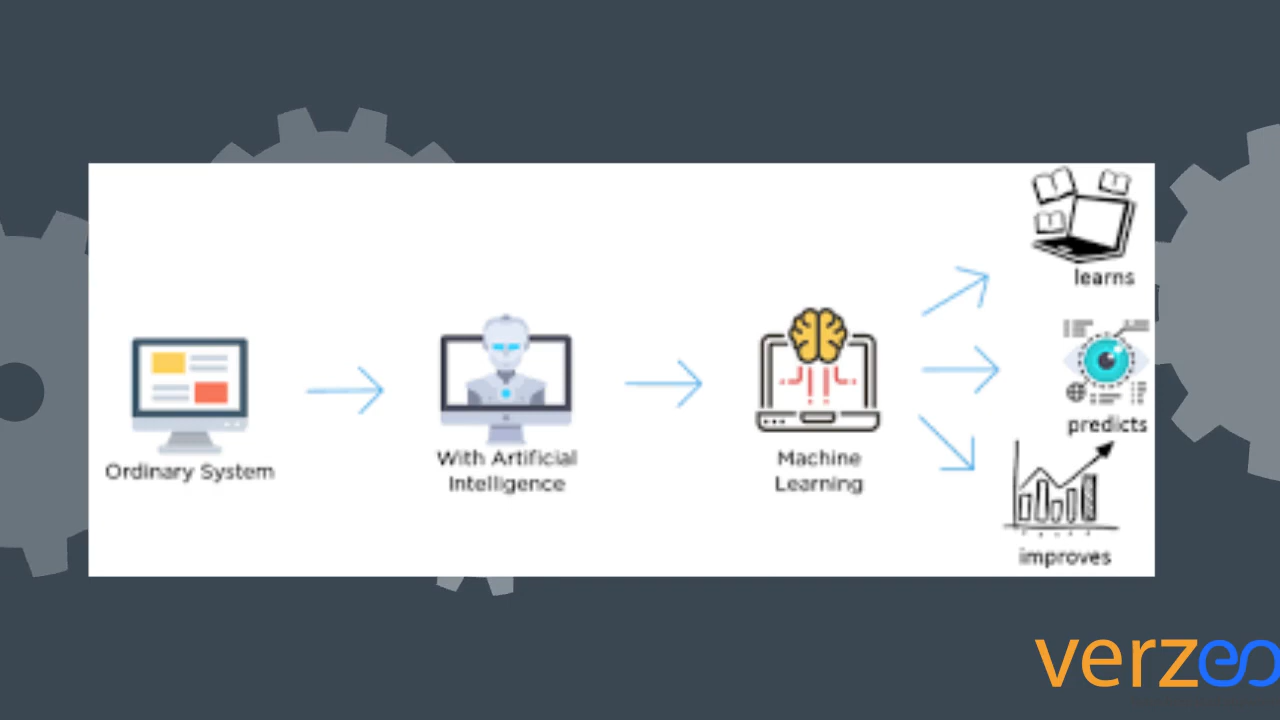 learns
predicts
Ordinary System
With Artificial
Intelligence
Machine
Learning
improves
verzeo